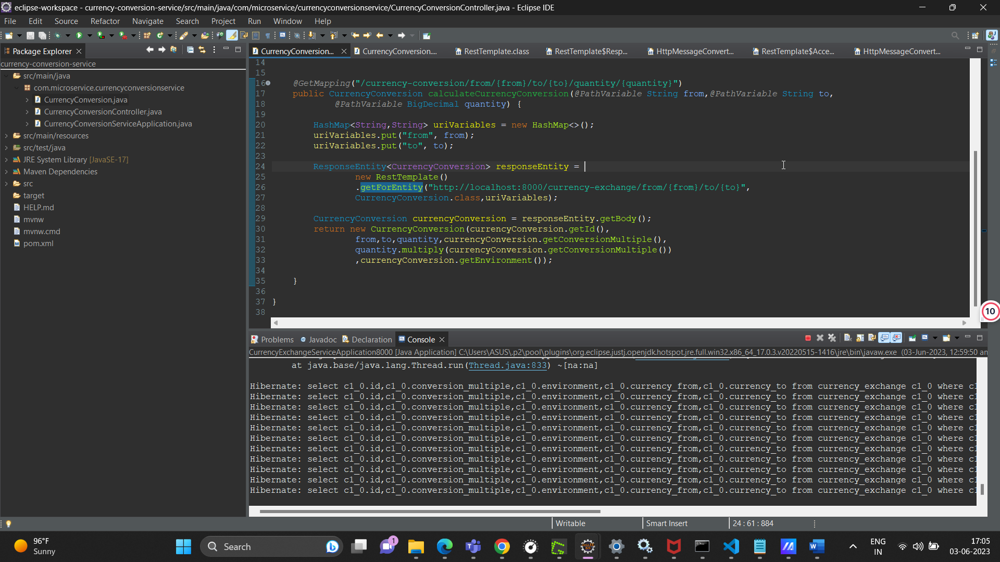 eclipse-workspace - currency-conversion-service/src/main/java/com/microservice/currencyconversionservice/CurrencyConversionController.java - Eclipse IDE
File Edit Source Refactor Navigate Search Project Run Window Help
Package Explorer
currency-conversion-service
src/main/java
com.microservice.currencyconversionservice
CurrencyConversion.java
CurrencyConversionController.java
CurrencyConversionServiceApplication.java
src/main/resources
src/test/java
JRE System Library [JavaSE-17]
Maven Dependencies
src
target
HELP.md
mvnw
mvnw.cmd
pom.xml
CurrencyConversion... CurrencyConversion.... RestTemplate.class RestTemplate$Resp... HttpMessageConvert... RestTemplate$Acce... HttpMessageConvert...
14
15
16 @GetMapping("/currency-conversion/from/{from}/to/{to}/quantity/{quantity}")
17 public CurrencyConversion calculateCurrencyConversion(@PathVariable String from,@PathVariable String to,
18 @PathVariable BigDecimal quantity) {
19
20 HashMap<String,String> uriVariables = new HashMap<>();
21 uriVariables.put("from", from);
22 uriVariables.put("to", to);
23
24 ResponseEntity<CurrencyConversion> responseEntity =
25 new RestTemplate()
26 .getForEntity("http://localhost:8000/currency-exchange/from/{from}/to/{to}",
27 CurrencyConversion.class,uriVariables);
28
29 CurrencyConversion currencyConversion = responseEntity.getBody();
30 return new CurrencyConversion(currencyConversion.getId(),
31 from,to,quantity,currencyConversion.getConversionMultiple(),
32 quantity.multiply(currencyConversion.getConversionMultiple())
33 ,currencyConversion.getEnvironment());
34
35 }
36
37 }
38
10
Problems Javadoc Declaration Console
CurrencyExchangeServiceApplication8000 [Java Application] C:\Users\ASUS\.p2\pool\plugins\org.eclipse.justj.openjdk.hotspot.jre.full.win32.x86_64_17.0.3.v20220515-1416\jre\bin\javaw.exe (03-Jun-2023, 12:59:50 am
at java.base/java.lang.Thread.run(Thread.java:833) ~[na:na]
Hibernate: select c1_0.id,c1_0.conversion_multiple,c1_0.environment,c1_0.currency_from,c1_0.currency_to from currency_exchange c1_0 where c1
Hibernate: select c1_0.id,c1_0.conversion_multiple,c1_0.environment,c1_0.currency_from,c1_0.currency_to from currency_exchange c1_0 where c1
Hibernate: select c1_0.id,c1_0.conversion_multiple,c1_0.environment,c1_0.currency_from,c1_0.currency_to from currency_exchange c1_0 where c1
Hibernate: select c1_0.id,c1_0.conversion_multiple,c1_0.environment,c1_0.currency_from,c1_0.currency_to from currency_exchange c1_0 where c1
Hibernate: select c1_0.id,c1_0.conversion_multiple,c1_0.environment,c1_0.currency_from,c1_0.currency_to from currency_exchange c1_0 where c1
Hibernate: select c1_0.id,c1_0.conversion_multiple,c1_0.environment,c1_0.currency_from,c1_0.currency_to from currency_exchange c1_0 where c1
Hibernate: select c1_0.id,c1_0.conversion_multiple,c1_0.environment,c1_0.currency_from,c1_0.currency_to from currency_exchange c1_0 where c1
Hibernate: select c1_0.id,c1_0.conversion_multiple,c1_0.environment,c1_0.currency_from,c1_0.currency_to from currency_exchange c1_0 where c1
Hibernate: select c1_0.id,c1_0.conversion_multiple,c1_0.environment,c1_0.currency_from,c1_0.currency_to from currency_exchange c1_0 where c1
Hibernate: select c1_0.id,c1_0.conversion_multiple,c1_0.environment,c1_0.currency_from,c1_0.currency_to from currency_exchange c1_0 where c1
Hibernate: select c1_0.id,c1_0.conversion_multiple,c1_0.environment,c1_0.currency_from,c1_0.currency_to from currency_exchange c1_0 where c1
Writable Smart Insert 24 : 61 : 884
96°F
Sunny
Search
1
ENG
IN
17:05
03-06-2023